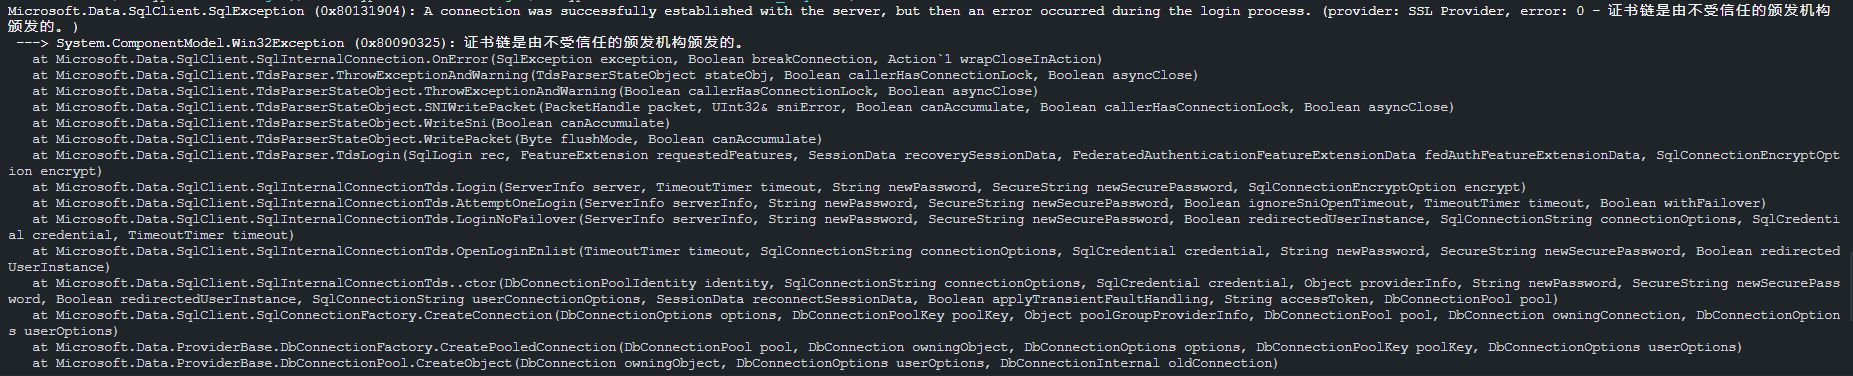 Microsoft.Data.SqlClient.SqlException (0x80131904): A connection was successfully established with the server, but then an error occurred during the login process. (provider: SSL Provider, error: 0 - 证书链是由不受信任的颁发机构
颁发的。)
 ---> System.ComponentModel.Win32Exception (0x80090325): 证书链是由不受信任的颁发机构颁发的。
   at Microsoft.Data.SqlClient.SqlInternalConnection.OnError(SqlException exception, Boolean breakConnection, Action`1 wrapCloseInAction)
   at Microsoft.Data.SqlClient.TdsParser.ThrowExceptionAndWarning(TdsParserStateObject stateObj, Boolean callerHasConnectionLock, Boolean asyncClose)
   at Microsoft.Data.SqlClient.TdsParserStateObject.ThrowExceptionAndWarning(Boolean callerHasConnectionLock, Boolean asyncClose)
   at Microsoft.Data.SqlClient.TdsParserStateObject.SNIWritePacket(PacketHandle packet, UInt32& sniError, Boolean canAccumulate, Boolean callerHasConnectionLock, Boolean asyncClose)
   at Microsoft.Data.SqlClient.TdsParserStateObject.WriteSni(Boolean canAccumulate)
   at Microsoft.Data.SqlClient.TdsParserStateObject.WritePacket(Byte flushMode, Boolean canAccumulate)
   at Microsoft.Data.SqlClient.TdsParser.TdsLogin(SqlLogin rec, FeatureExtension requestedFeatures, SessionData recoverySessionData, FederatedAuthenticationFeatureExtensionData fedAuthFeatureExtensionData, SqlConnectionEncryptOpt
ion encrypt)
   at Microsoft.Data.SqlClient.SqlInternalConnectionTds.Login(ServerInfo server, TimeoutTimer timeout, String newPassword, SecureString newSecurePassword, SqlConnectionEncryptOption encrypt)
   at Microsoft.Data.SqlClient.SqlInternalConnectionTds.AttemptOneLogin(ServerInfo serverInfo, String newPassword, SecureString newSecurePassword, Boolean ignoreSniOpenTimeout, TimeoutTimer timeout, Boolean withFailover)
   at Microsoft.Data.SqlClient.SqlInternalConnectionTds.LoginNoFailover(ServerInfo serverInfo, String newPassword, SecureString newSecurePassword, Boolean redirectedUserInstance, SqlConnectionString connectionOptions, SqlCredenti
al credential, TimeoutTimer timeout)
   at Microsoft.Data.SqlClient.SqlInternalConnectionTds.OpenLoginEnlist(TimeoutTimer timeout, SqlConnectionString connectionOptions, SqlCredential credential, String newPassword, SecureString newSecurePassword, Boolean redirected
UserInstance)
   at Microsoft.Data.SqlClient.SqlInternalConnectionTds..ctor(DbConnectionPoolIdentity identity, SqlConnectionString connectionOptions, SqlCredential credential, Object providerInfo, String newPassword, SecureString newSecurePass
word, Boolean redirectedUserInstance, SqlConnectionString userConnectionOptions, SessionData reconnectSessionData, Boolean applyTransientFaultHandling, String accessToken, DbConnectionPool pool)
   at Microsoft.Data.SqlClient.SqlConnectionFactory.CreateConnection(DbConnectionOptions options, DbConnectionPoolKey poolKey, Object poolGroupProviderInfo, DbConnectionPool pool, DbConnection owningConnection, DbConnectionOption
s userOptions)
   at Microsoft.Data.ProviderBase.DbConnectionFactory.CreatePooledConnection(DbConnectionPool pool, DbConnection owningObject, DbConnectionOptions options, DbConnectionPoolKey poolKey, DbConnectionOptions userOptions)
   at Microsoft.Data.ProviderBase.DbConnectionPool.CreateObject(DbConnection owningObject, DbConnectionOptions userOptions, DbConnectionInternal oldConnection)